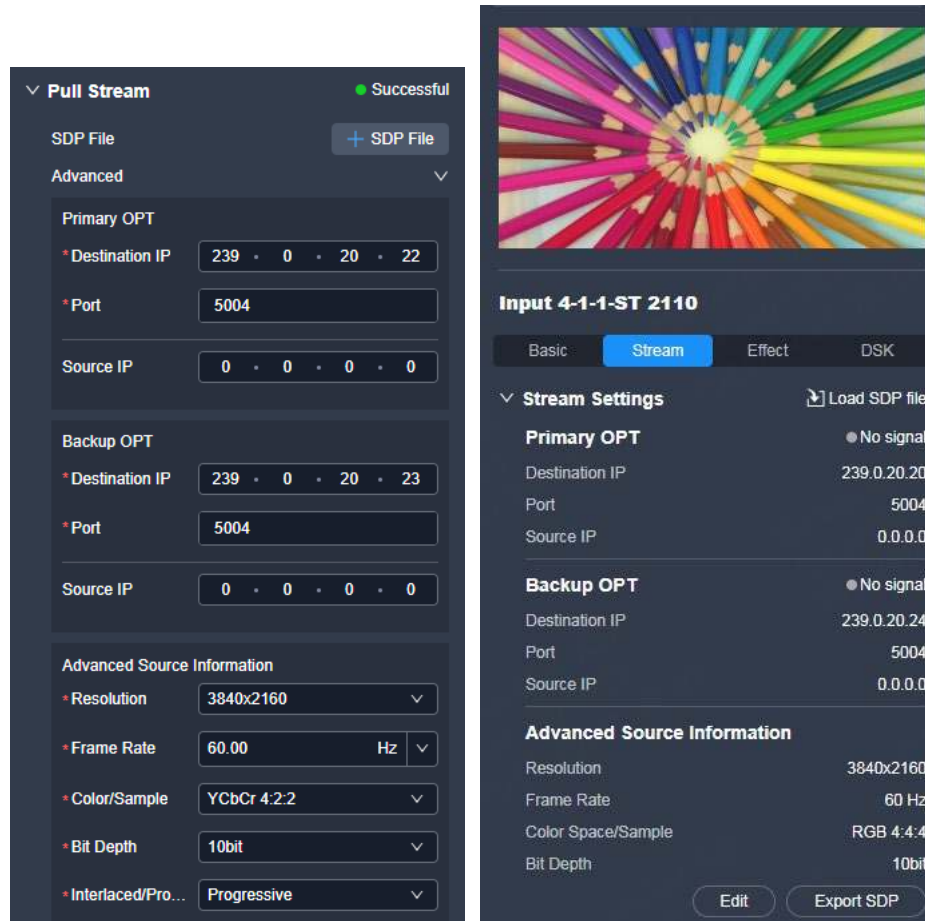 Pull Stream Successful
SDP File + SDP File
Advanced
Primary OPT
* Destination IP 239 . 0 . 20 . 22
* Port 5004
Source IP 0 . 0 . 0 . 0
Backup OPT
* Destination IP 239 . 0 . 20 . 23
* Port 5004
Source IP 0 . 0 . 0 . 0
Advanced Source Information
* Resolution 3840x2160
* Frame Rate 60.00 Hz
* Color/Sample YCbCr 4:2:2
* Bit Depth 10bit
* Interlaced/Pro... Progressive
Input 4-1-1-ST 2110
Basic Stream Effect DSK
Stream Settings Load SDP file
Primary OPT No signal
Destination IP 239.0.20.20
Port 5004
Source IP 0.0.0.0
Backup OPT No signal
Destination IP 239.0.20.24
Port 5004
Source IP 0.0.0.0
Advanced Source Information
Resolution 3840x2160
Frame Rate 60 Hz
Color Space/Sample RGB 4:4:4
Bit Depth 10bit
Edit Export SDP